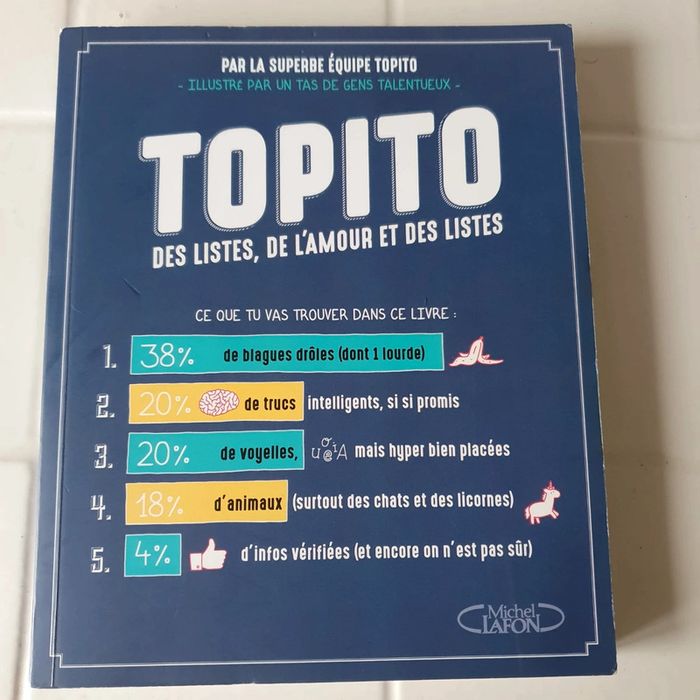 PAR LA SUPERBE ÉQUIPE TOPITO
- ILLUSTRÉ PAR UN TAS DE GENS TALENTUEUX -
TOPITO
DES LISTES, DE L'AMOUR ET DES LISTES
CE QUE TU VAS TROUVER DANS CE LIVRE :
1. 38% de blagues drôles (dont 1 lourde)
2. 20% de trucs intelligents, si si promis
3. 20% de voyelles, mais hyper bien placées
4. 18% d'animaux (surtout des chats et des licornes)
5. 4% d'infos vérifiées (et encore on n'est pas sûr)
Michel
LAFON